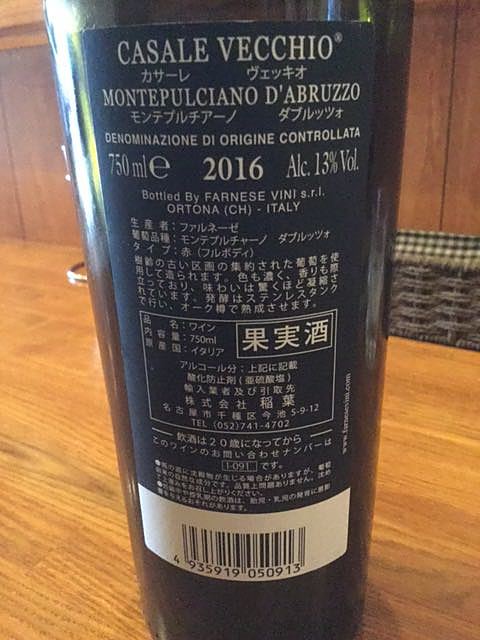 CASALE VECCHIO®
カサーレ ヴェッキオ
MONTEPULCIANO D'ABRUZZO
モンテプルチアーノ ダブルッツォ
DENOMINAZIONE DI ORIGINE CONTROLLATA
750 ml e 2016 Alc. 13% Vol.
Bottled By FARNESE VINI s.r.l.
ORTONA (CH) - ITALY
生産者:ファルネーゼ
葡萄品種:モンテプルチャーノ ダブルッツォ
タイプ:赤(フルボディ)
樹齢の古い区画の集約された葡萄を使
用して造られます。色も濃く、香りも際
立っており、味わいは驚くほど凝縮さ
れています。発酵はステンレスタンク
で行い、オーク樽で熟成させます。
品名:ワイン
内容量:750ml
原産国:イタリア
果実酒
アルコール分:上記に記載
酸化防止剤(亜硫酸塩)
輸入業者及び引取先
株式会社 稲葉
名古屋市千種区今池 5-9-12
TEL (052)741-4702
飲酒は20歳になってから
このワインのお問い合わせナンバーは
I-091 です。
www.farnesevini.com
4 935919 050913